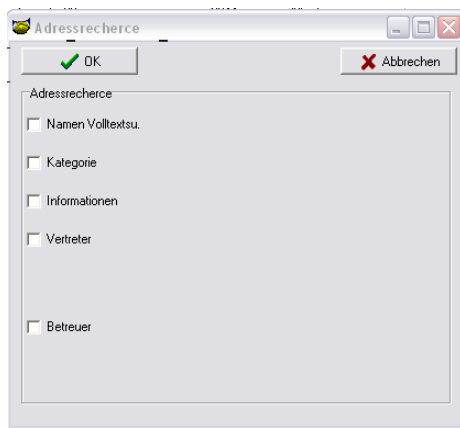 Adressrecherce
OK
Abbrechen
Adressrecherce
Namen Volltextsu.
Kategorie
Informationen
Vertreter
Betreuer